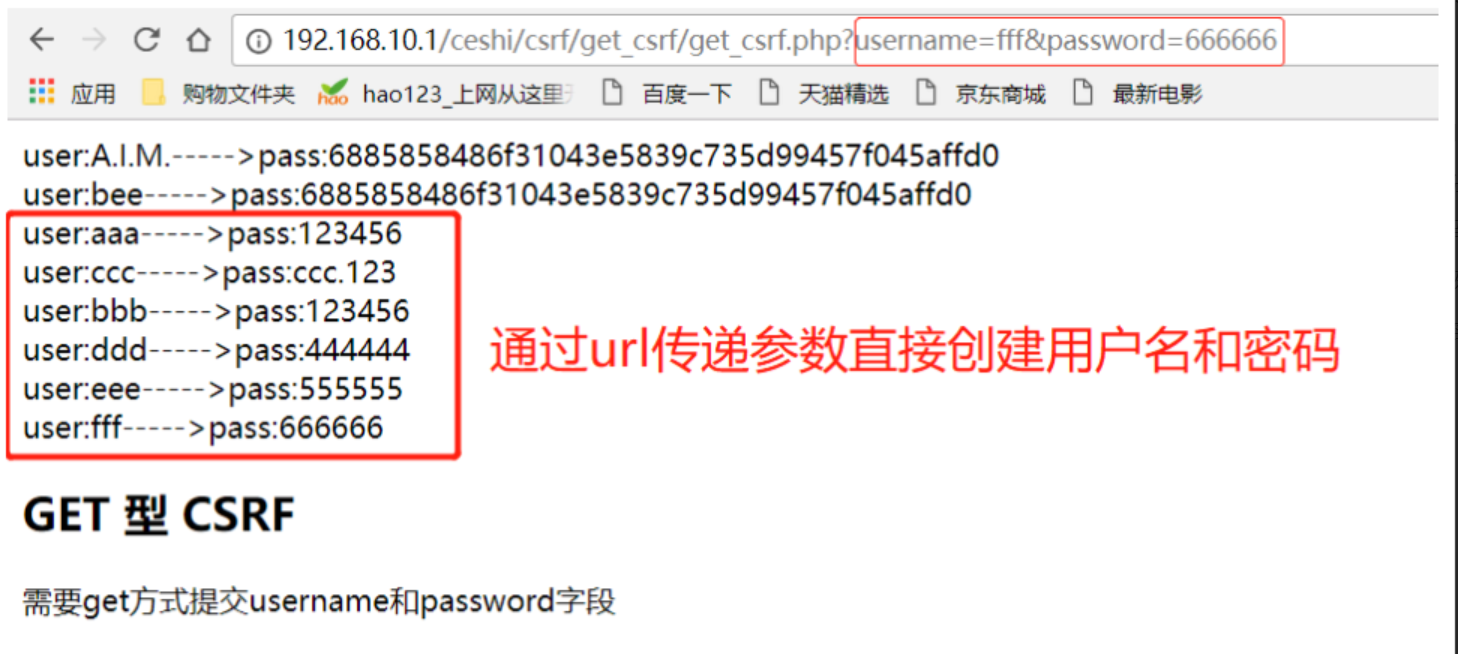 192.168.10.1/ceshi/csrf/get_csrf/get_csrf.php?username=fff&password=666666
应用 购物文件夹 hao123_上网从这里 百度一下 天猫精选 京东商城 最新电影
user:A.I.M.----->pass:6885858486f31043e5839c735d99457f045affd0
user:bee----->pass:6885858486f31043e5839c735d99457f045affd0
user:aaa----->pass:123456
user:ccc----->pass:ccc.123
user:bbb----->pass:123456
user:ddd----->pass:444444
user:eee----->pass:555555
user:fff----->pass:666666
通过url传递参数直接创建用户名和密码
GET 型 CSRF
需要get方式提交username和password字段